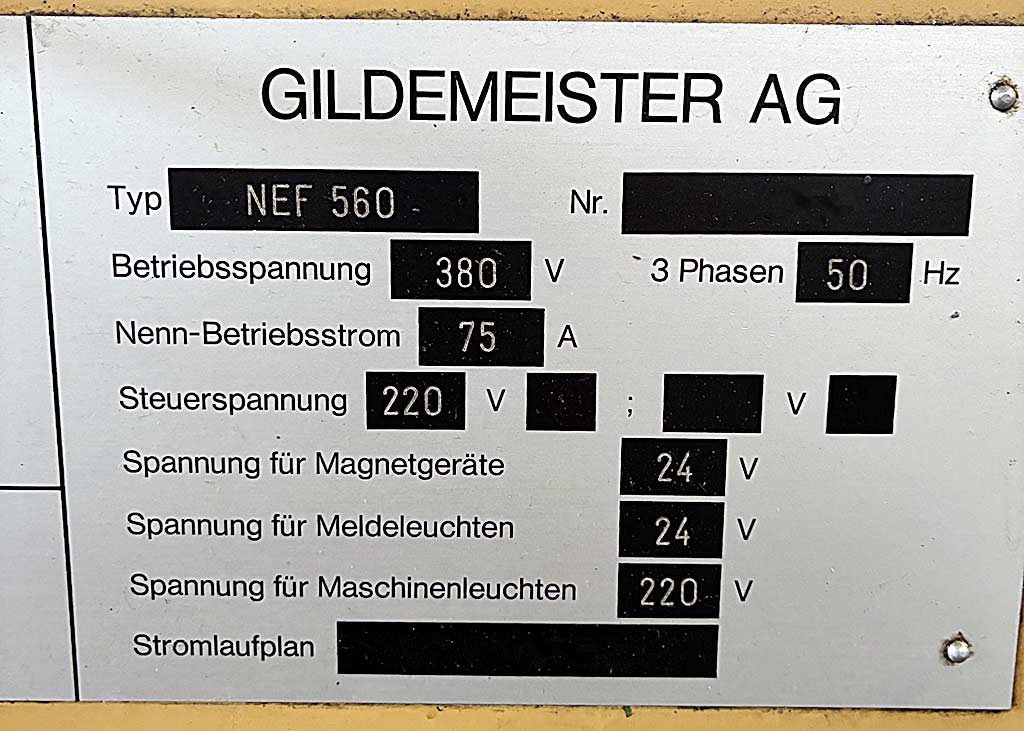 GILDEMEISTER AG
Typ NEF 560 Nr.
Betriebsspannung 380 V 3 Phasen 50 Hz
Nenn-Betriebsstrom 75 A
Steuerspannung 220 V ; V
Spannung für Magnetgeräte 24 V
Spannung für Meldeleuchten 24 V
Spannung für Maschinenleuchten 220 V
Stromlaufplan